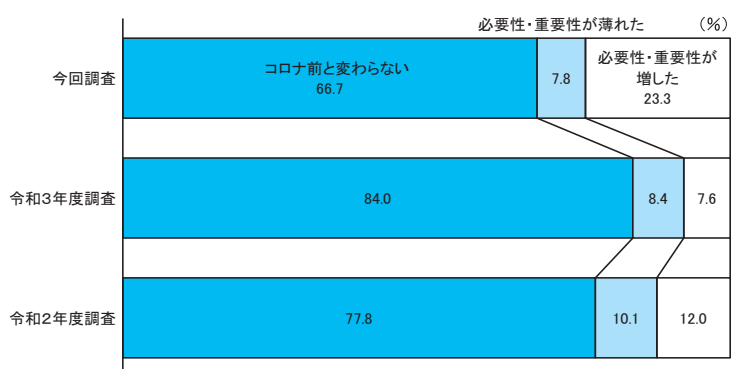 必要性・重要性が薄れた (%)
今回調査
コロナ前と変わらない
66.7
7.8
必要性・重要性が
増した
23.3
令和3年度調査
84.0
8.4
7.6
令和2年度調査
77.8
10.1
12.0